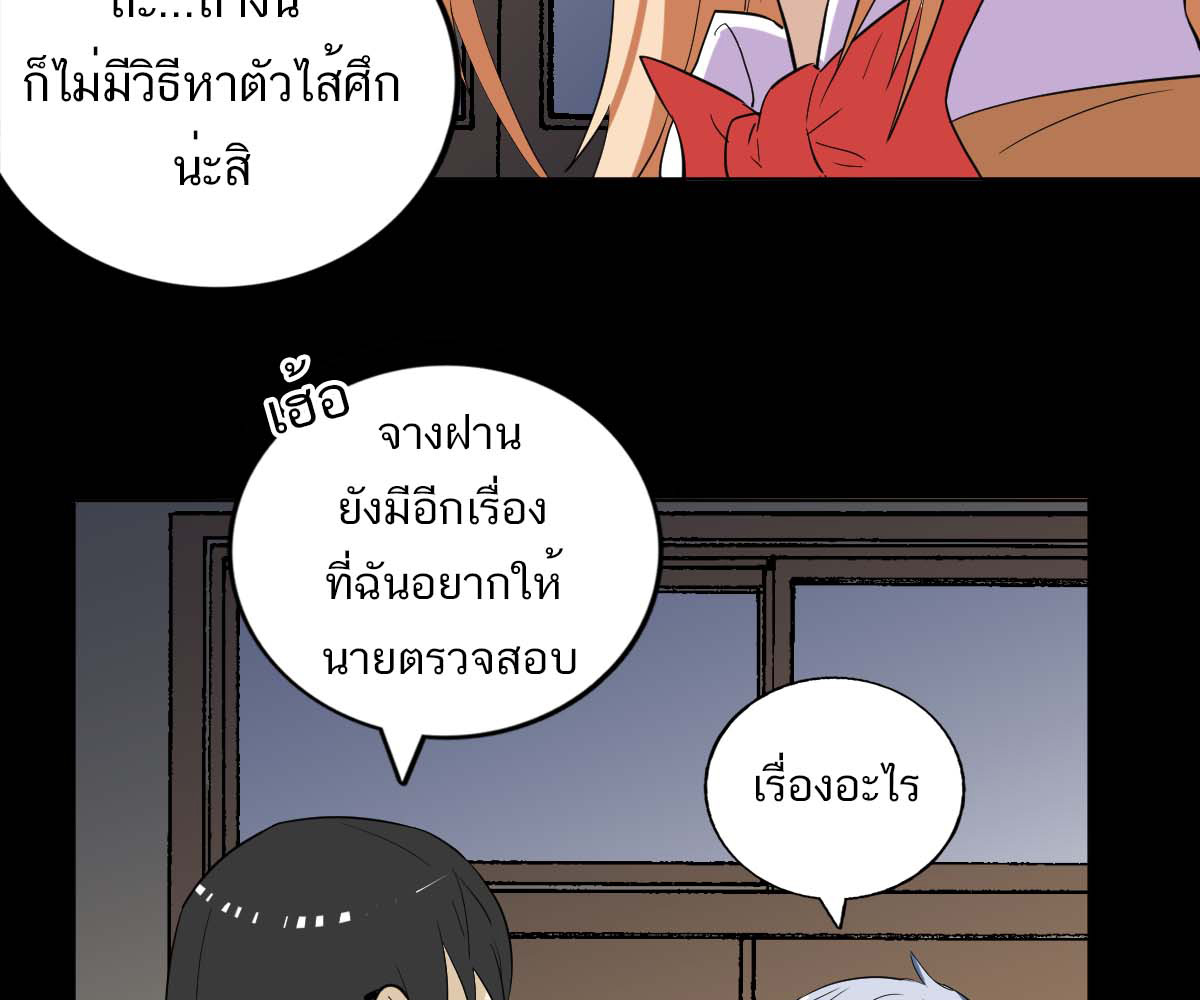 ก็ไม่มีวิธีหาตัวไส้ศึก
น่ะสิ
เฮ้อ
จางฝาน
ยังมีอีกเรื่อง
ที่ฉันอยากให้
นายตรวจสอบ
เรื่องอะไร